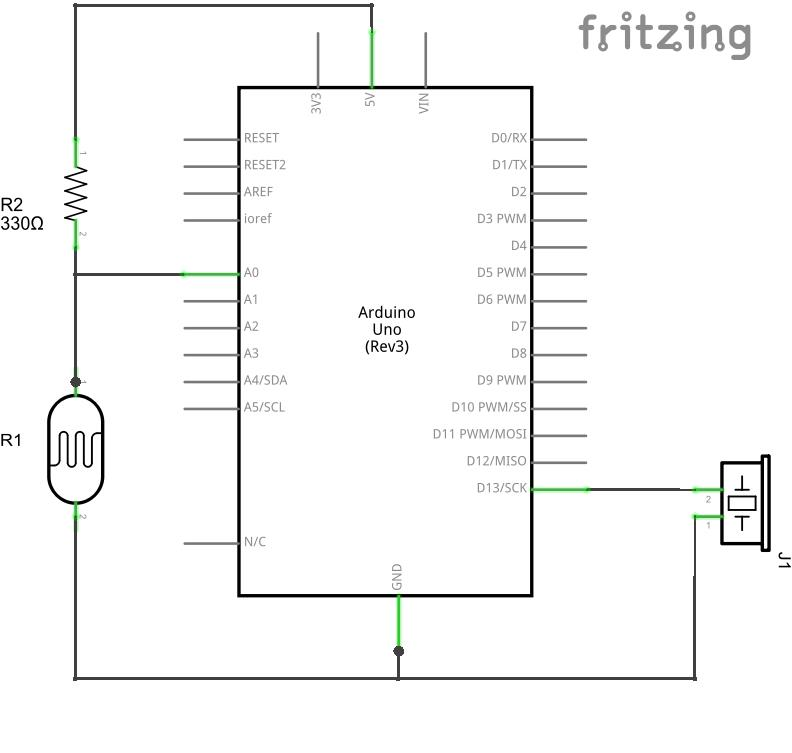 fritzing
3V3
5V
VIN
RESET
RESET2
AREF
ioref
A0
A1
A2
A3
A4/SDA
A5/SCL
N/C
D0/RX
D1/TX
D2
D3 PWM
D4
D5 PWM
D6 PWM
D7
D8
D9 PWM
D10 PWM/SS
D11 PWM/MOSI
D12/MISO
D13/SCK
GND
Arduino
Uno
(Rev3)
1
R2
330Ω
2
1
R1
2
2
1
J1